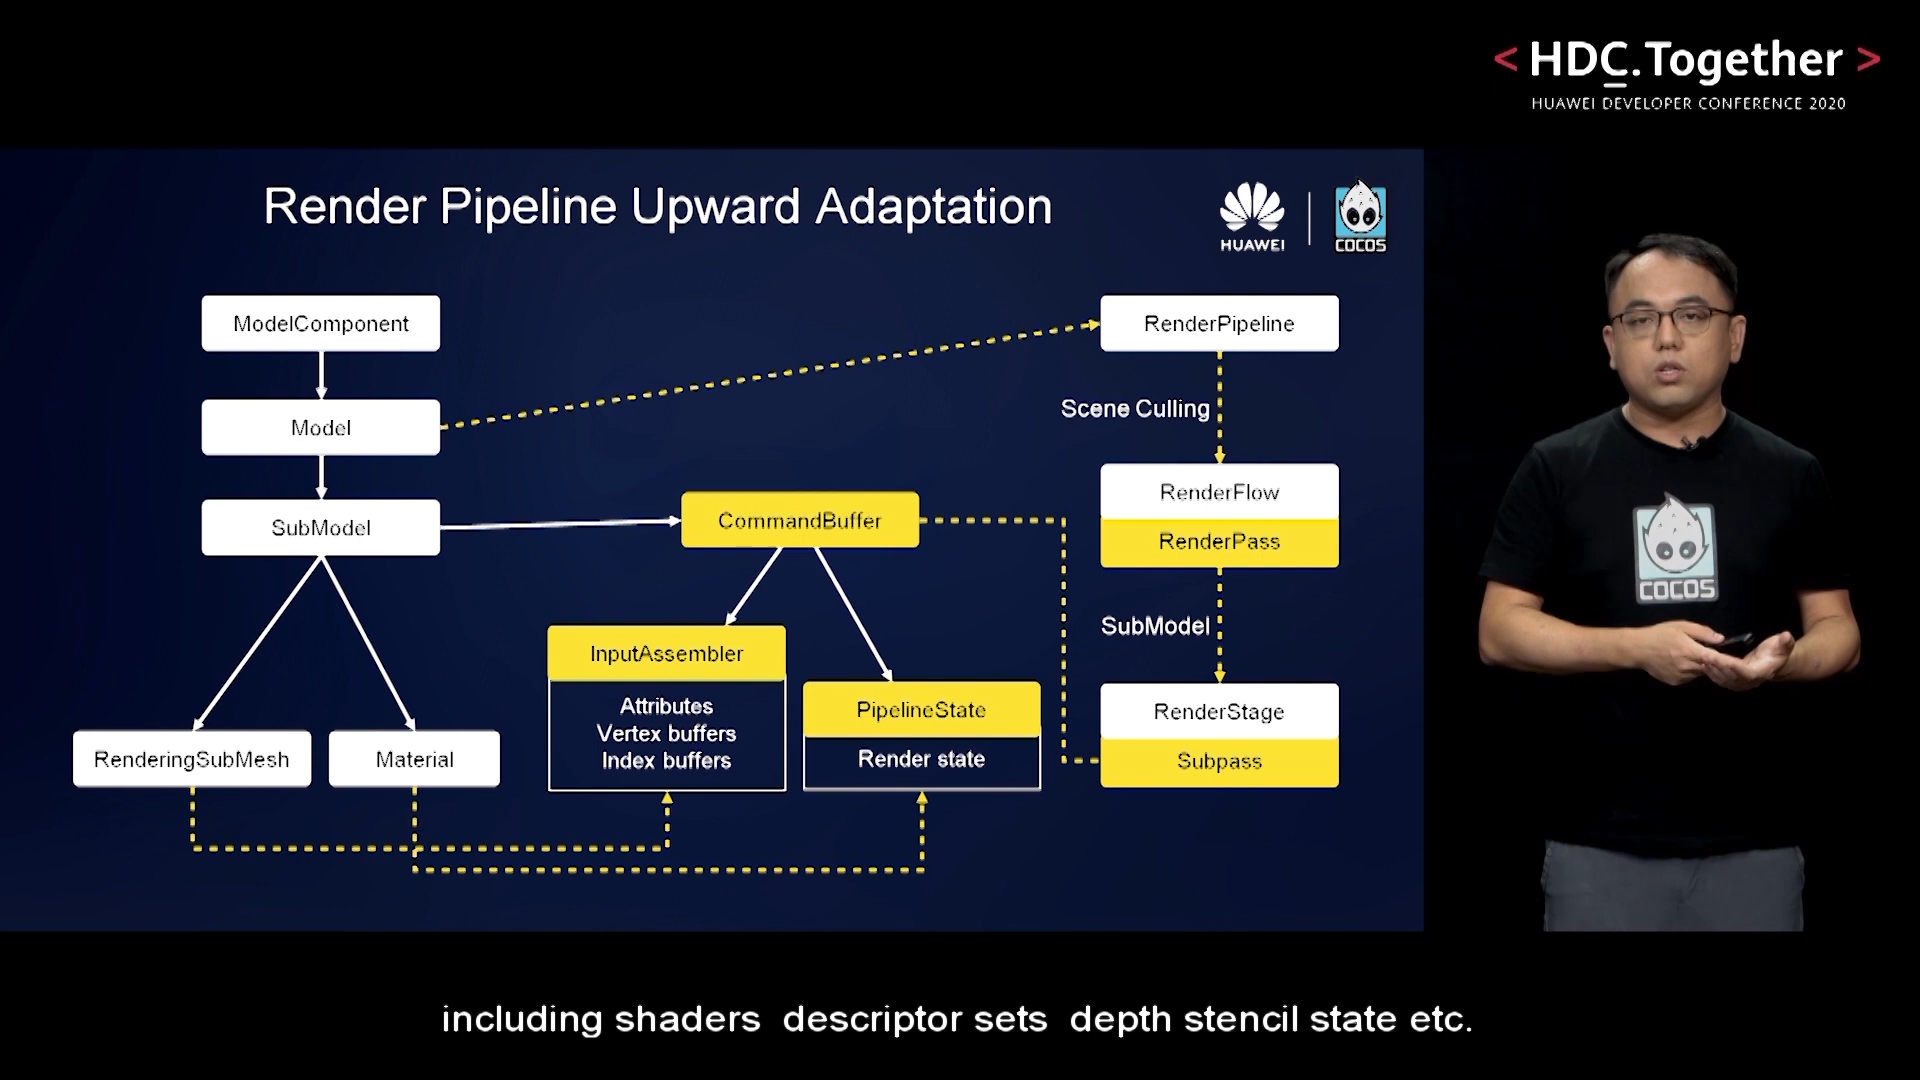 < HDC.Together >
HUAWEI DEVELOPER CONFERENCE 2020
Render Pipeline Upward Adaptation
HUAWEI
COCOS
ModelComponent
RenderPipeline
Scene Culling
Model
RenderFlow
RenderPass
SubModel
CommandBuffer
SubModel
InputAssembler
Attributes
Vertex buffers
Index buffers
PipelineState
Render state
RenderStage
Subpass
RenderingSubMesh
Material
COCOS
including shaders descriptor sets depth stencil state etc.